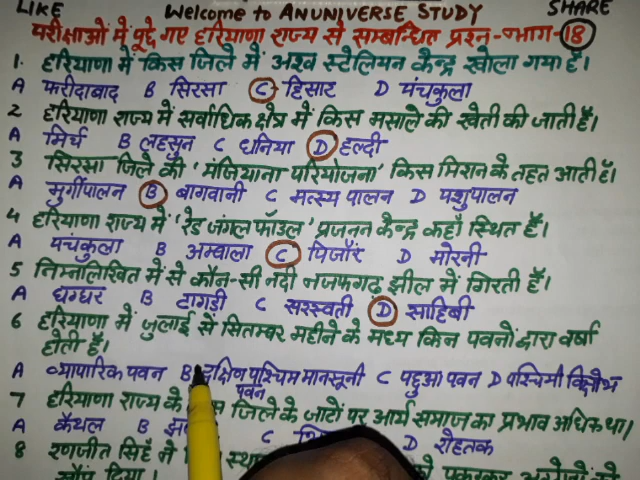 LIKE Welcome to ANUNIVERSE STUDY SHARE
परीक्षाओं में पूछे गए हरियाणा राज्य से सम्बन्धित प्रश्न-भाग-18
1. हरियाणा में किस जिले में अश्व स्टेलियन केन्द्र खोला गया है।
A फरीदाबाद B सिरसा C हिसार D पंचकुला
2 हरियाणा राज्य में सर्वाधिक क्षेत्र में किस मसाले की खेती की जाती है।
A मिर्च B लहसुन C धनिया D हल्दी
3 सिरसा जिले की 'मंजियाना परियोजना' किस मिशन के तहत आती है।
A मुर्गीपालन B बागवानी C मत्स्य पालन D पशुपालन
4 हरियाणा राज्य में 'रेड जंगल फॉउल' प्रजनन केन्द्र कहाँ स्थित है।
A पंचकुला B अम्बाला C पिंजौर D मोरनी
5 निम्नलिखित में से कौन-सी नदी नजफगढ़ झील में गिरती है।
A घग्घर B टांगड़ी C सरस्वती D साहिबी
6 हरियाणा में जुलाई से सितम्बर महीने के मध्य किन पवनों द्वारा वर्षा
होती है।
A व्यापारिक पवन B दक्षिण पश्चिम मानसूनी C पछुआ पवन D पश्चिमी विक्षोभ
पवन
7 हरियाणा राज्य के जिले के जाटों पर आर्य समाज का प्रभाव अधिक था।
A कैथल B C D रोहतक
8 रणजीत सिहँ ने को पकड़कर अंग्रेजों को
सौंप दिया।